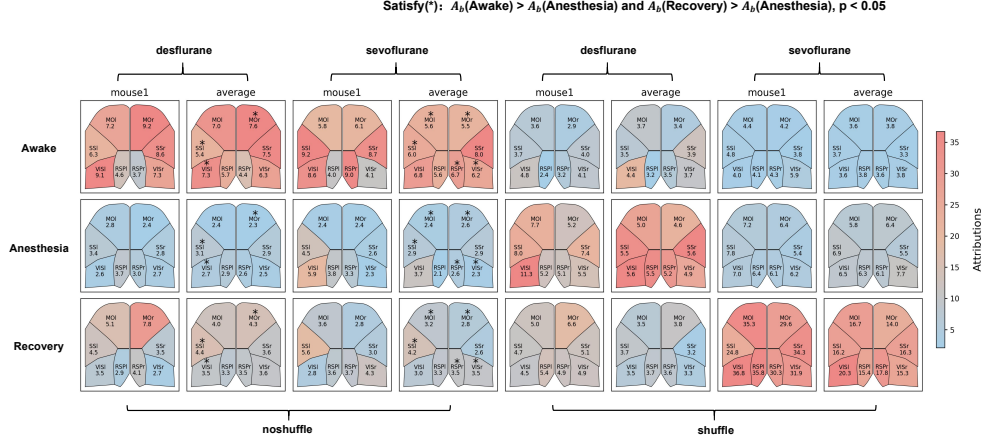 Satisfy(*): A_b(Awake) > A_b(Anesthesia) and A_b(Recovery) > A_b(Anesthesia), p < 0.05
desflurane sevoflurane desflurane sevoflurane
mouse1 average mouse1 average mouse1 average mouse1 average
Awake
MOl MOr
7.2 9.2
SSl SSr
6.3 8.6
VISl RSPl RSPr VISr
9.1 4.6 3.7 7.3
*
MOl MOr
7.0 7.6
*
SSl SSr
5.4 7.5
*
VISl RSPl RSPr VISr
7.3 5.7 4.4 6.5
MOl MOr
5.8 6.1
SSl SSr
9.2 8.7
VISl RSPl RSPr VISr
8.6 4.0 9.0 4.1
* *
MOl MOr
5.6 5.5
*
SSl SSr
6.0 8.0
* *
VISl RSPl RSPr VISr
6.8 5.6 6.7 6.2
MOl MOr
3.6 2.9
SSl SSr
3.7 4.0
VISl RSPl RSPr VISr
4.8 2.4 3.2 4.1
MOl MOr
3.7 3.4
SSl SSr
3.5 3.9
VISl RSPl RSPr VISr
4.4 3.2 3.5 3.7
MOl MOr
4.4 4.2
SSl SSr
4.8 3.8
VISl RSPl RSPr VISr
4.0 4.1 4.3 4.0
MOl MOr
3.6 3.8
SSl SSr
3.7 3.3
VISl RSPl RSPr VISr
3.6 3.8 3.6 3.8
Anesthesia
MOl MOr
2.8 2.4
SSl SSr
3.4 2.8
VISl RSPl RSPr VISr
2.6 3.7 3.0 2.7
*
MOl MOr
2.4 2.3
*
SSl SSr
3.1 2.9
*
VISl RSPl RSPr VISr
2.7 2.9 2.6 2.5
MOl MOr
2.4 2.4
SSl SSr
4.5 2.6
VISl RSPl RSPr VISr
5.9 3.8 3.3 2.3
* *
MOl MOr
2.4 2.6
*
SSl SSr
2.9 2.9
* *
VISl RSPl RSPr VISr
3.7 2.1 2.6 2.3
MOl MOr
7.7 5.2
SSl SSr
8.0 7.4
VISl RSPl RSPr VISr
11.3 5.2 5.1 5.5
MOl MOr
5.0 4.6
SSl SSr
5.5 5.6
VISl RSPl RSPr VISr
5.6 5.5 5.2 4.9
MOl MOr
7.2 6.4
SSl SSr
7.8 5.4
VISl RSPl RSPr VISr
7.0 6.4 6.1 6.2
MOl MOr
5.8 6.4
SSl SSr
6.9 5.5
VISl RSPl RSPr VISr
6.5 6.3 6.1 7.7
Recovery
MOl MOr
5.1 7.8
SSl SSr
4.5 3.5
VISl RSPl RSPr VISr
3.5 2.9 4.1 2.7
*
MOl MOr
4.0 4.3
*
SSl SSr
4.4 3.6
*
VISl RSPl RSPr VISr
3.5 3.3 3.5 3.6
MOl MOr
3.6 2.8
SSl SSr
5.6 3.0
VISl RSPl RSPr VISr
2.8 3.6 3.7 4.3
* *
MOl MOr
3.2 2.8
*
SSl SSr
4.2 2.6
* *
VISl RSPl RSPr VISr
3.0 3.3 3.5 3.5
MOl MOr
5.0 6.6
SSl SSr
4.7 5.1
VISl RSPl RSPr VISr
4.5 5.4 4.9 4.9
MOl MOr
3.5 3.8
SSl SSr
3.7 3.2
VISl RSPl RSPr VISr
3.5 3.7 3.6 3.3
MOl MOr
35.3 29.6
SSl SSr
24.8 34.3
VISl RSPl RSPr VISr
36.8 35.8 30.3 31.9
MOl MOr
16.7 14.0
SSl SSr
16.2 16.3
VISl RSPl RSPr VISr
20.3 15.4 17.8 15.3
noshuffle shuffle
35
30
25
20
15
10
5
Attributions